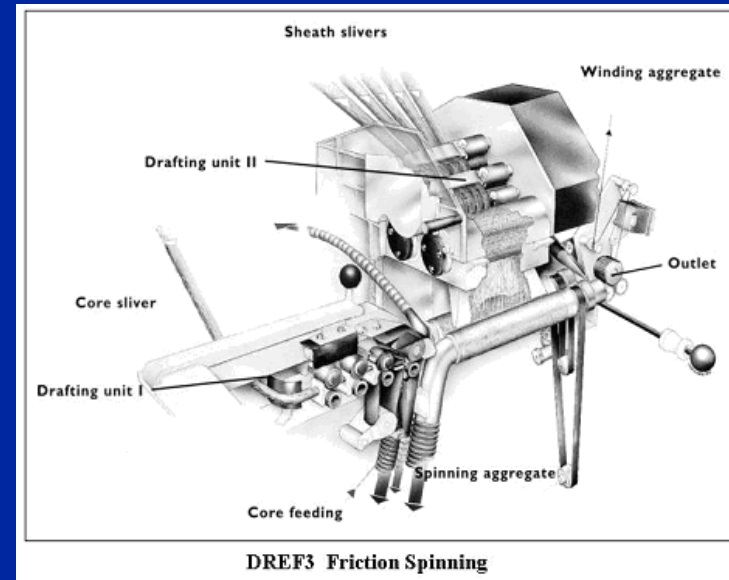 Sheath slivers
Winding aggregate
Drafting unit II
Outlet
Core sliver
Drafting unit I
Spinning aggregate
Core feeding
DREF3 Friction Spinning